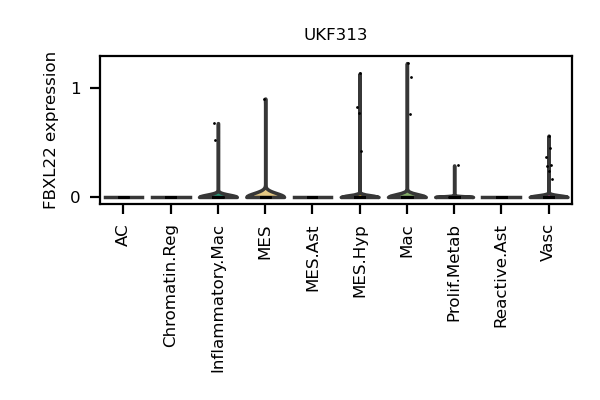 UKF313
FBXL22 expression
1
0
AC
Chromatin.Reg
Inflammatory.Mac
MES
MES.Ast
MES.Hyp
Mac
Prolif.Metab
Reactive.Ast
Vasc